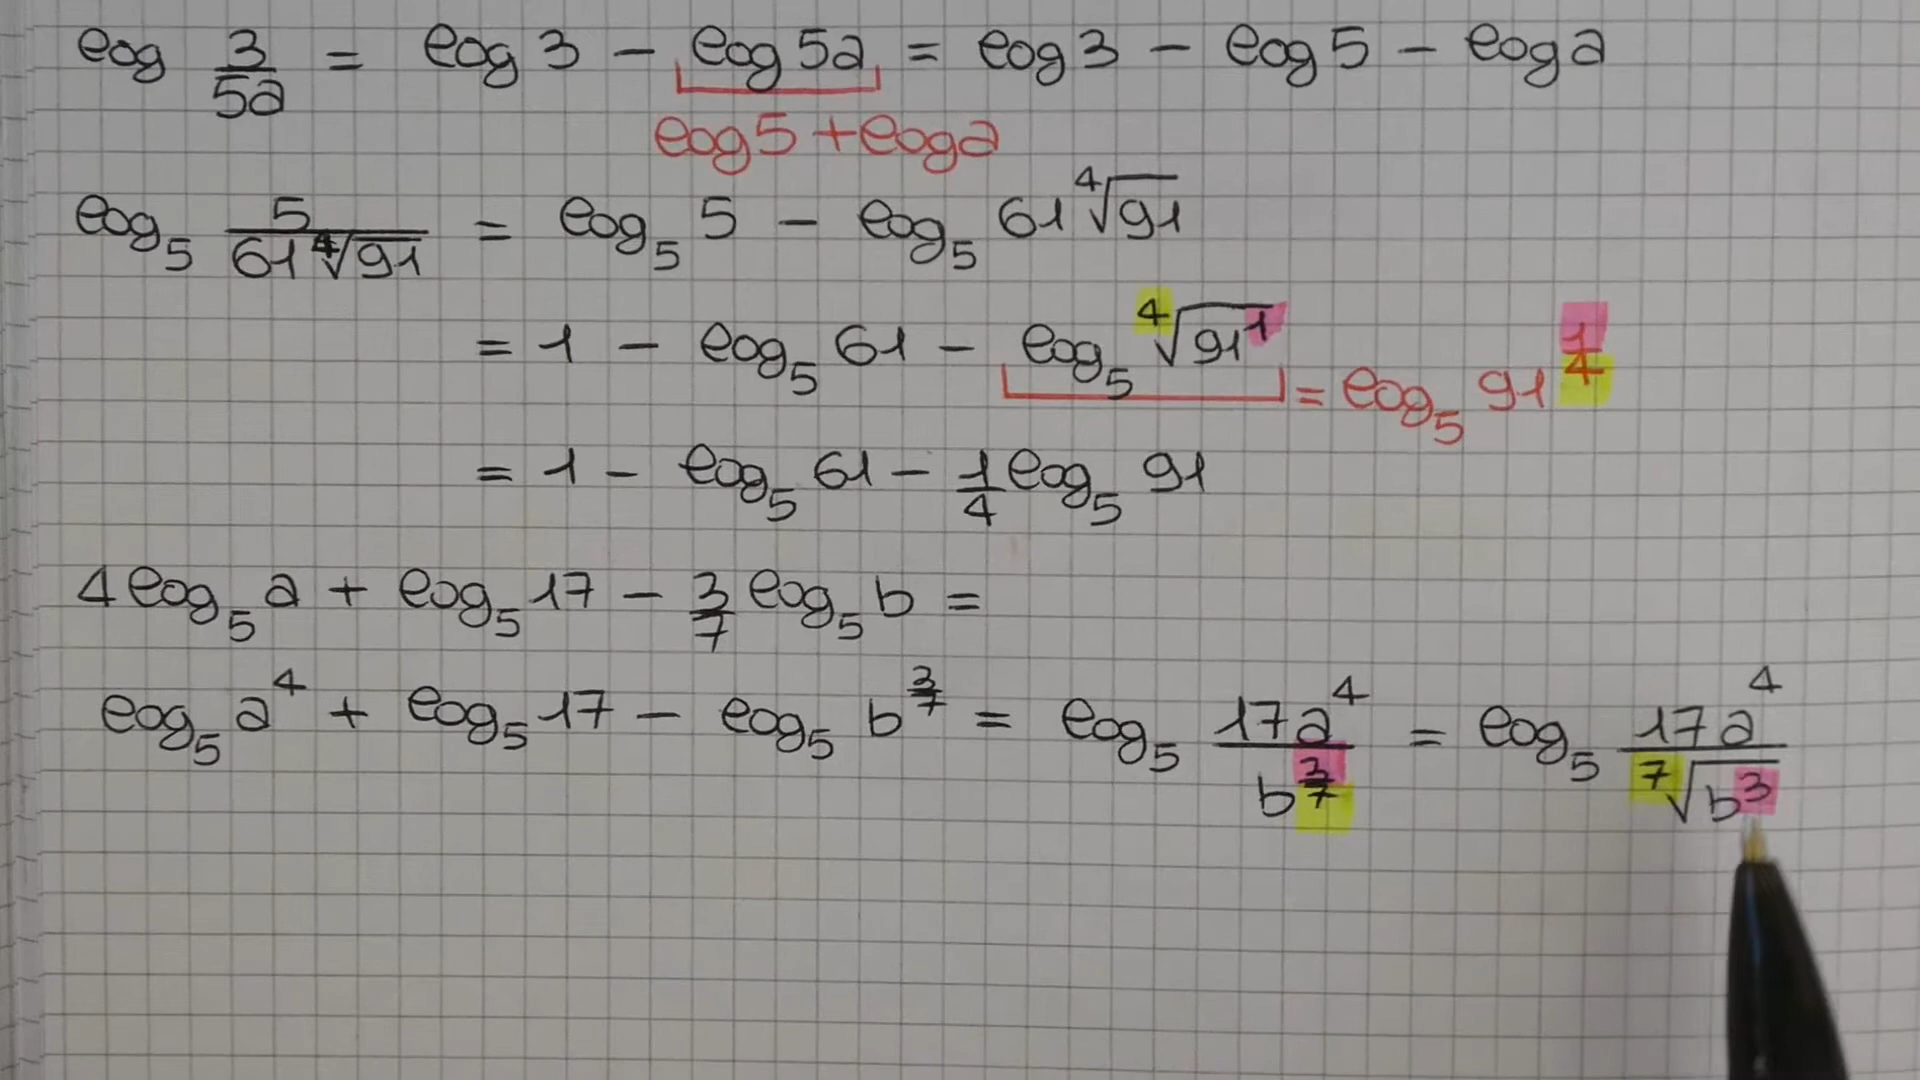 log 3/5a = log 3 - log 5a = log 3 - log 5 - log a
log 5 + log a
log₅ 5/(61 ⁴√91) = log₅ 5 - log₅ 61 ⁴√91
= 1 - log₅ 61 - log₅ ⁴√91¹ = log₅ 91^(1/4)
= 1 - log₅ 61 - 1/4 log₅ 91
4 log₅ a + log₅ 17 - 3/7 log₅ b =
log₅ a⁴ + log₅ 17 - log₅ b^(3/7) = log₅ 17a⁴/b^(3/7) = log₅ 17a⁴/⁷√b³